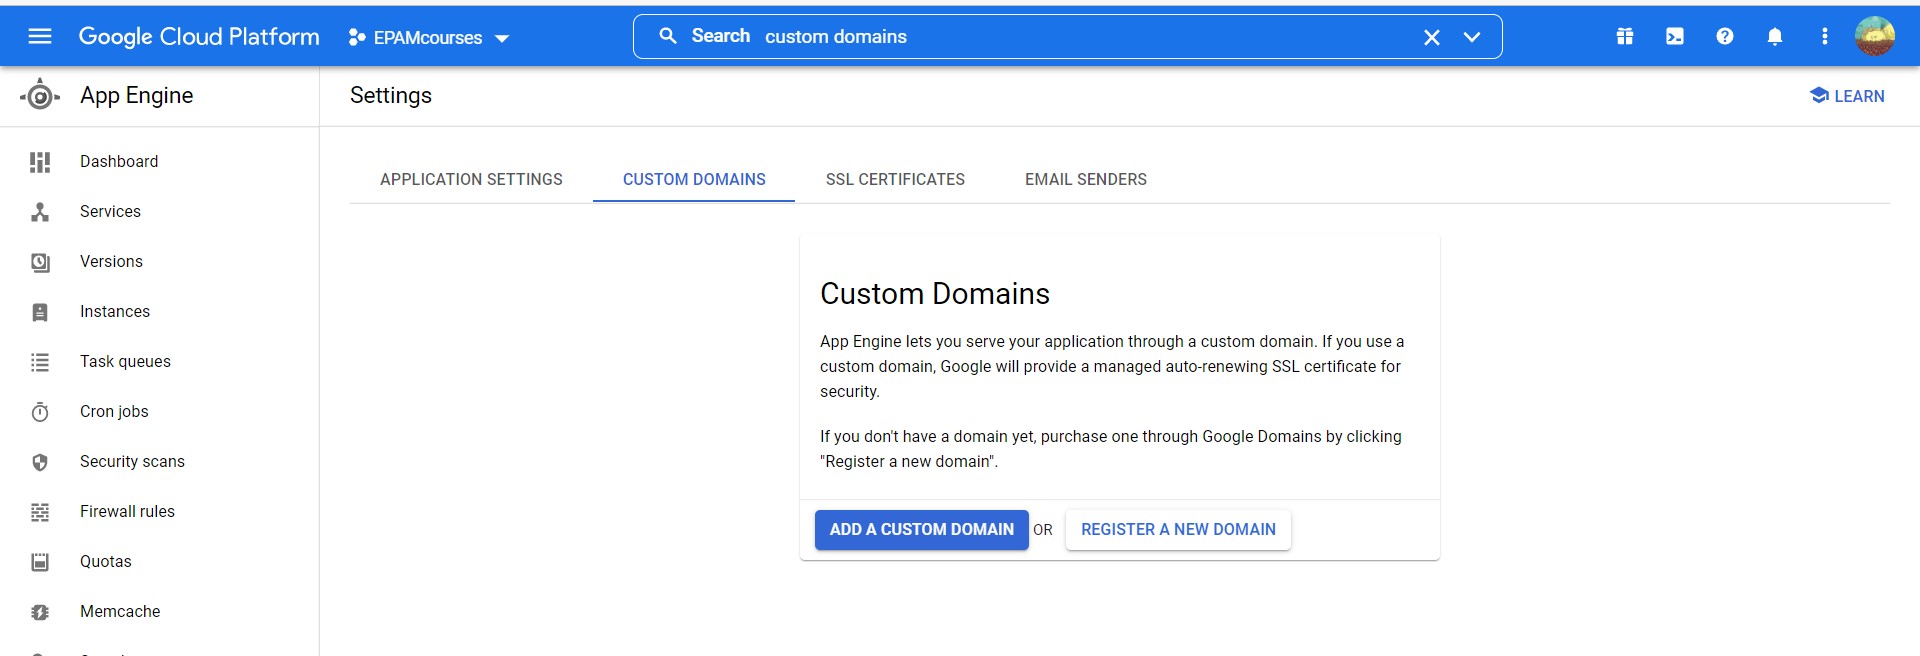 Google Cloud Platform EPAMcourses Search custom domains
App Engine Settings LEARN
Dashboard
Services
Versions
Instances
Task queues
Cron jobs
Security scans
Firewall rules
Quotas
Memcache
APPLICATION SETTINGS CUSTOM DOMAINS SSL CERTIFICATES EMAIL SENDERS
Custom Domains
App Engine lets you serve your application through a custom domain. If you use a
custom domain, Google will provide a managed auto-renewing SSL certificate for
security.
If you don't have a domain yet, purchase one through Google Domains by clicking
"Register a new domain".
ADD A CUSTOM DOMAIN OR REGISTER A NEW DOMAIN